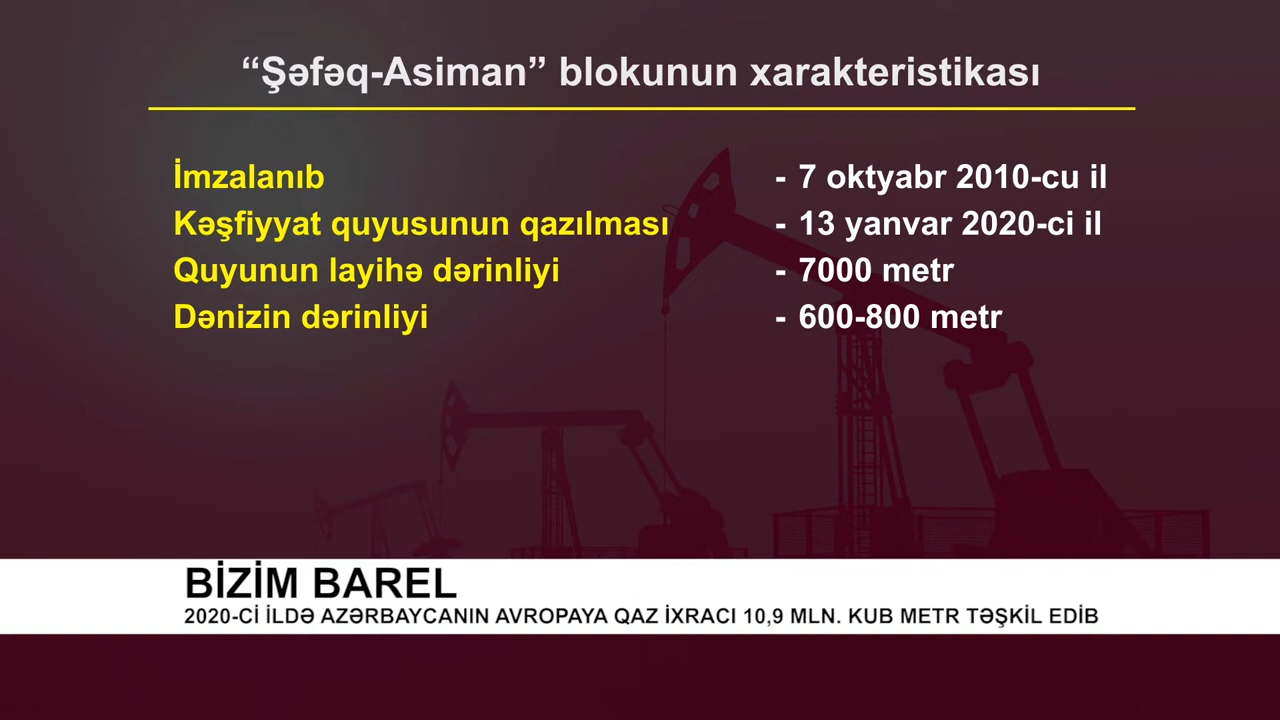 “Şəfəq-Asiman” blokunun xarakteristikası
İmzalanıb - 7 oktyabr 2010-cu il
Kəşfiyyat quyusunun qazılması - 13 yanvar 2020-ci il
Quyunun layihə dərinliyi - 7000 metr
Dənizin dərinliyi - 600-800 metr
BİZİM BAREL
2020-Cİ İLDƏ AZƏRBAYCANIN AVROPAYA QAZ İXRACI 10,9 MLN. KUB METR TƏŞKİL EDİB